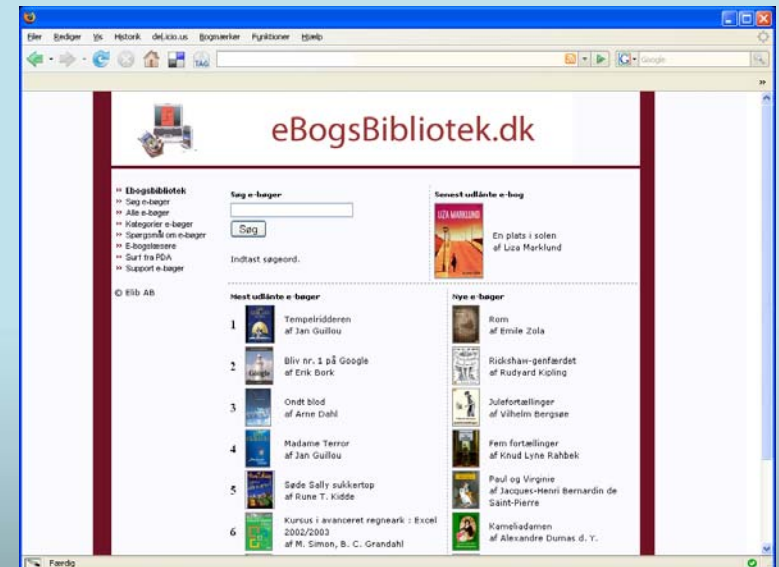 Filer Rediger Vis Historik del.icio.us Bogmærker Funktioner Hjælp
TAG
Google
eBogsBibliotek.dk
» Ebogsbibliotek
» Søg e-bøger
» Alle e-bøger
» Kategorier e-bøger
» Spørgsmål om e-bøger
» E-bogslæsere
» Surf fra PDA
» Support e-bøger
© Elib AB
Søg e-bøger
Søg
Indtast søgeord.
Senest udlånte e-bog
LIZA MARKLUND
En plats i solen
af Liza Marklund
Mest udlånte e-bøger
1 Tempelridderen
af Jan Guillou
2 Bliv nr. 1 på Google
af Erik Bork
Google
3 Ondt blod
af Arne Dahl
4 Madame Terror
af Jan Guillou
5 Søde Sally sukkertop
af Rune T. Kidde
6 Kursus i avanceret regneark : Excel
2002/2003
af M. Simon, B. C. Grandahl
Nye e-bøger
Rom
af Emile Zola
Rickshaw-genfærdet
af Rudyard Kipling
Julefortællinger
af Vilhelm Bergsøe
Fem fortællinger
af Knud Lyne Rahbek
Paul og Virginie
af Jacques-Henri Bernardin de
Saint-Pierre
Kameliadamen
af Alexandre Dumas d. Y.
Færdig